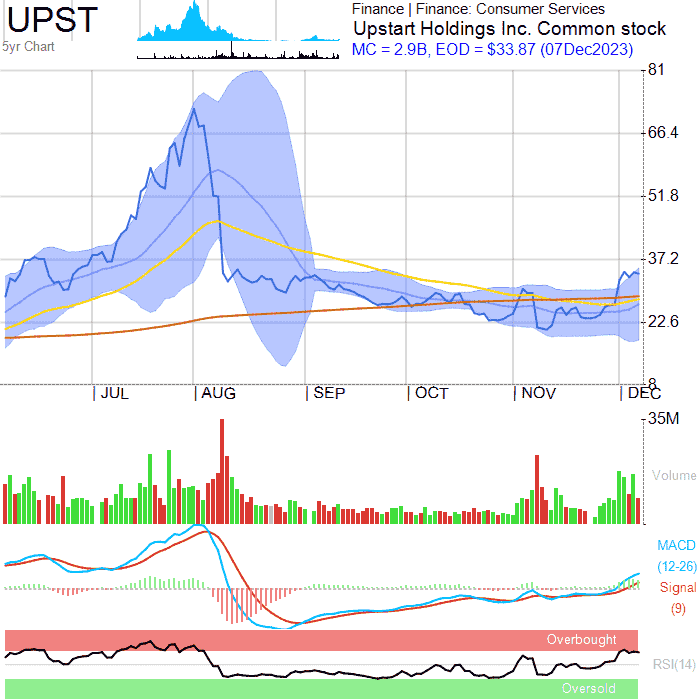 UPST
5yr Chart
Finance | Finance: Consumer Services
Upstart Holdings Inc. Common stock
MC = 2.9B, EOD = $33.87 (07Dec2023)
81
66.4
51.8
37.2
22.6
8
JUL AUG SEP OCT NOV DEC
35M
Volume
MACD
(12-26)
Signal
(9)
Overbought
RSI(14)
Oversold